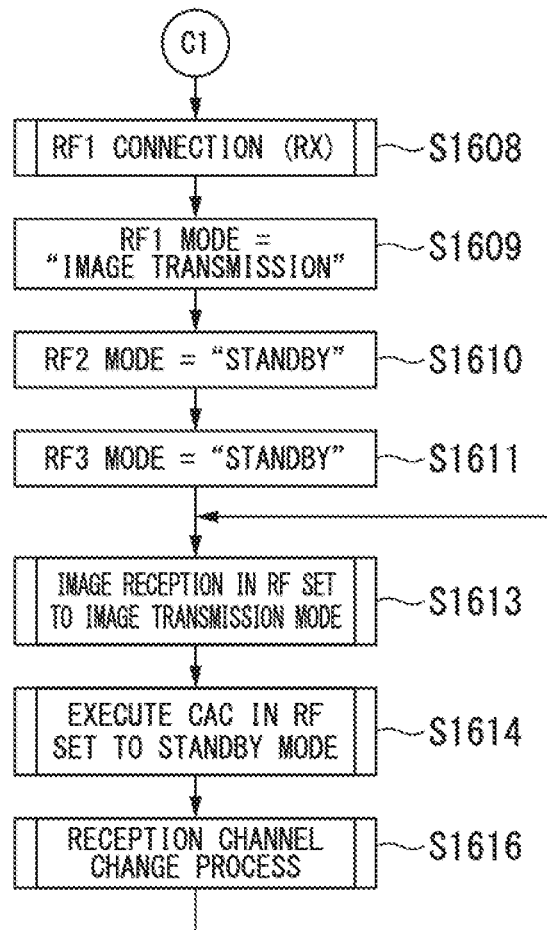 C1
RF1 CONNECTION (RX)
S1608
RF1 MODE =
“IMAGE TRANSMISSION”
S1609
RF2 MODE = “STANDBY”
S1610
RF3 MODE = “STANDBY”
S1611
IMAGE RECEPTION IN RF SET
TO IMAGE TRANSMISSION MODE
S1613
EXECUTE CAC IN RF
SET TO STANDBY MODE
S1614
RECEPTION CHANNEL
CHANGE PROCESS
S1616